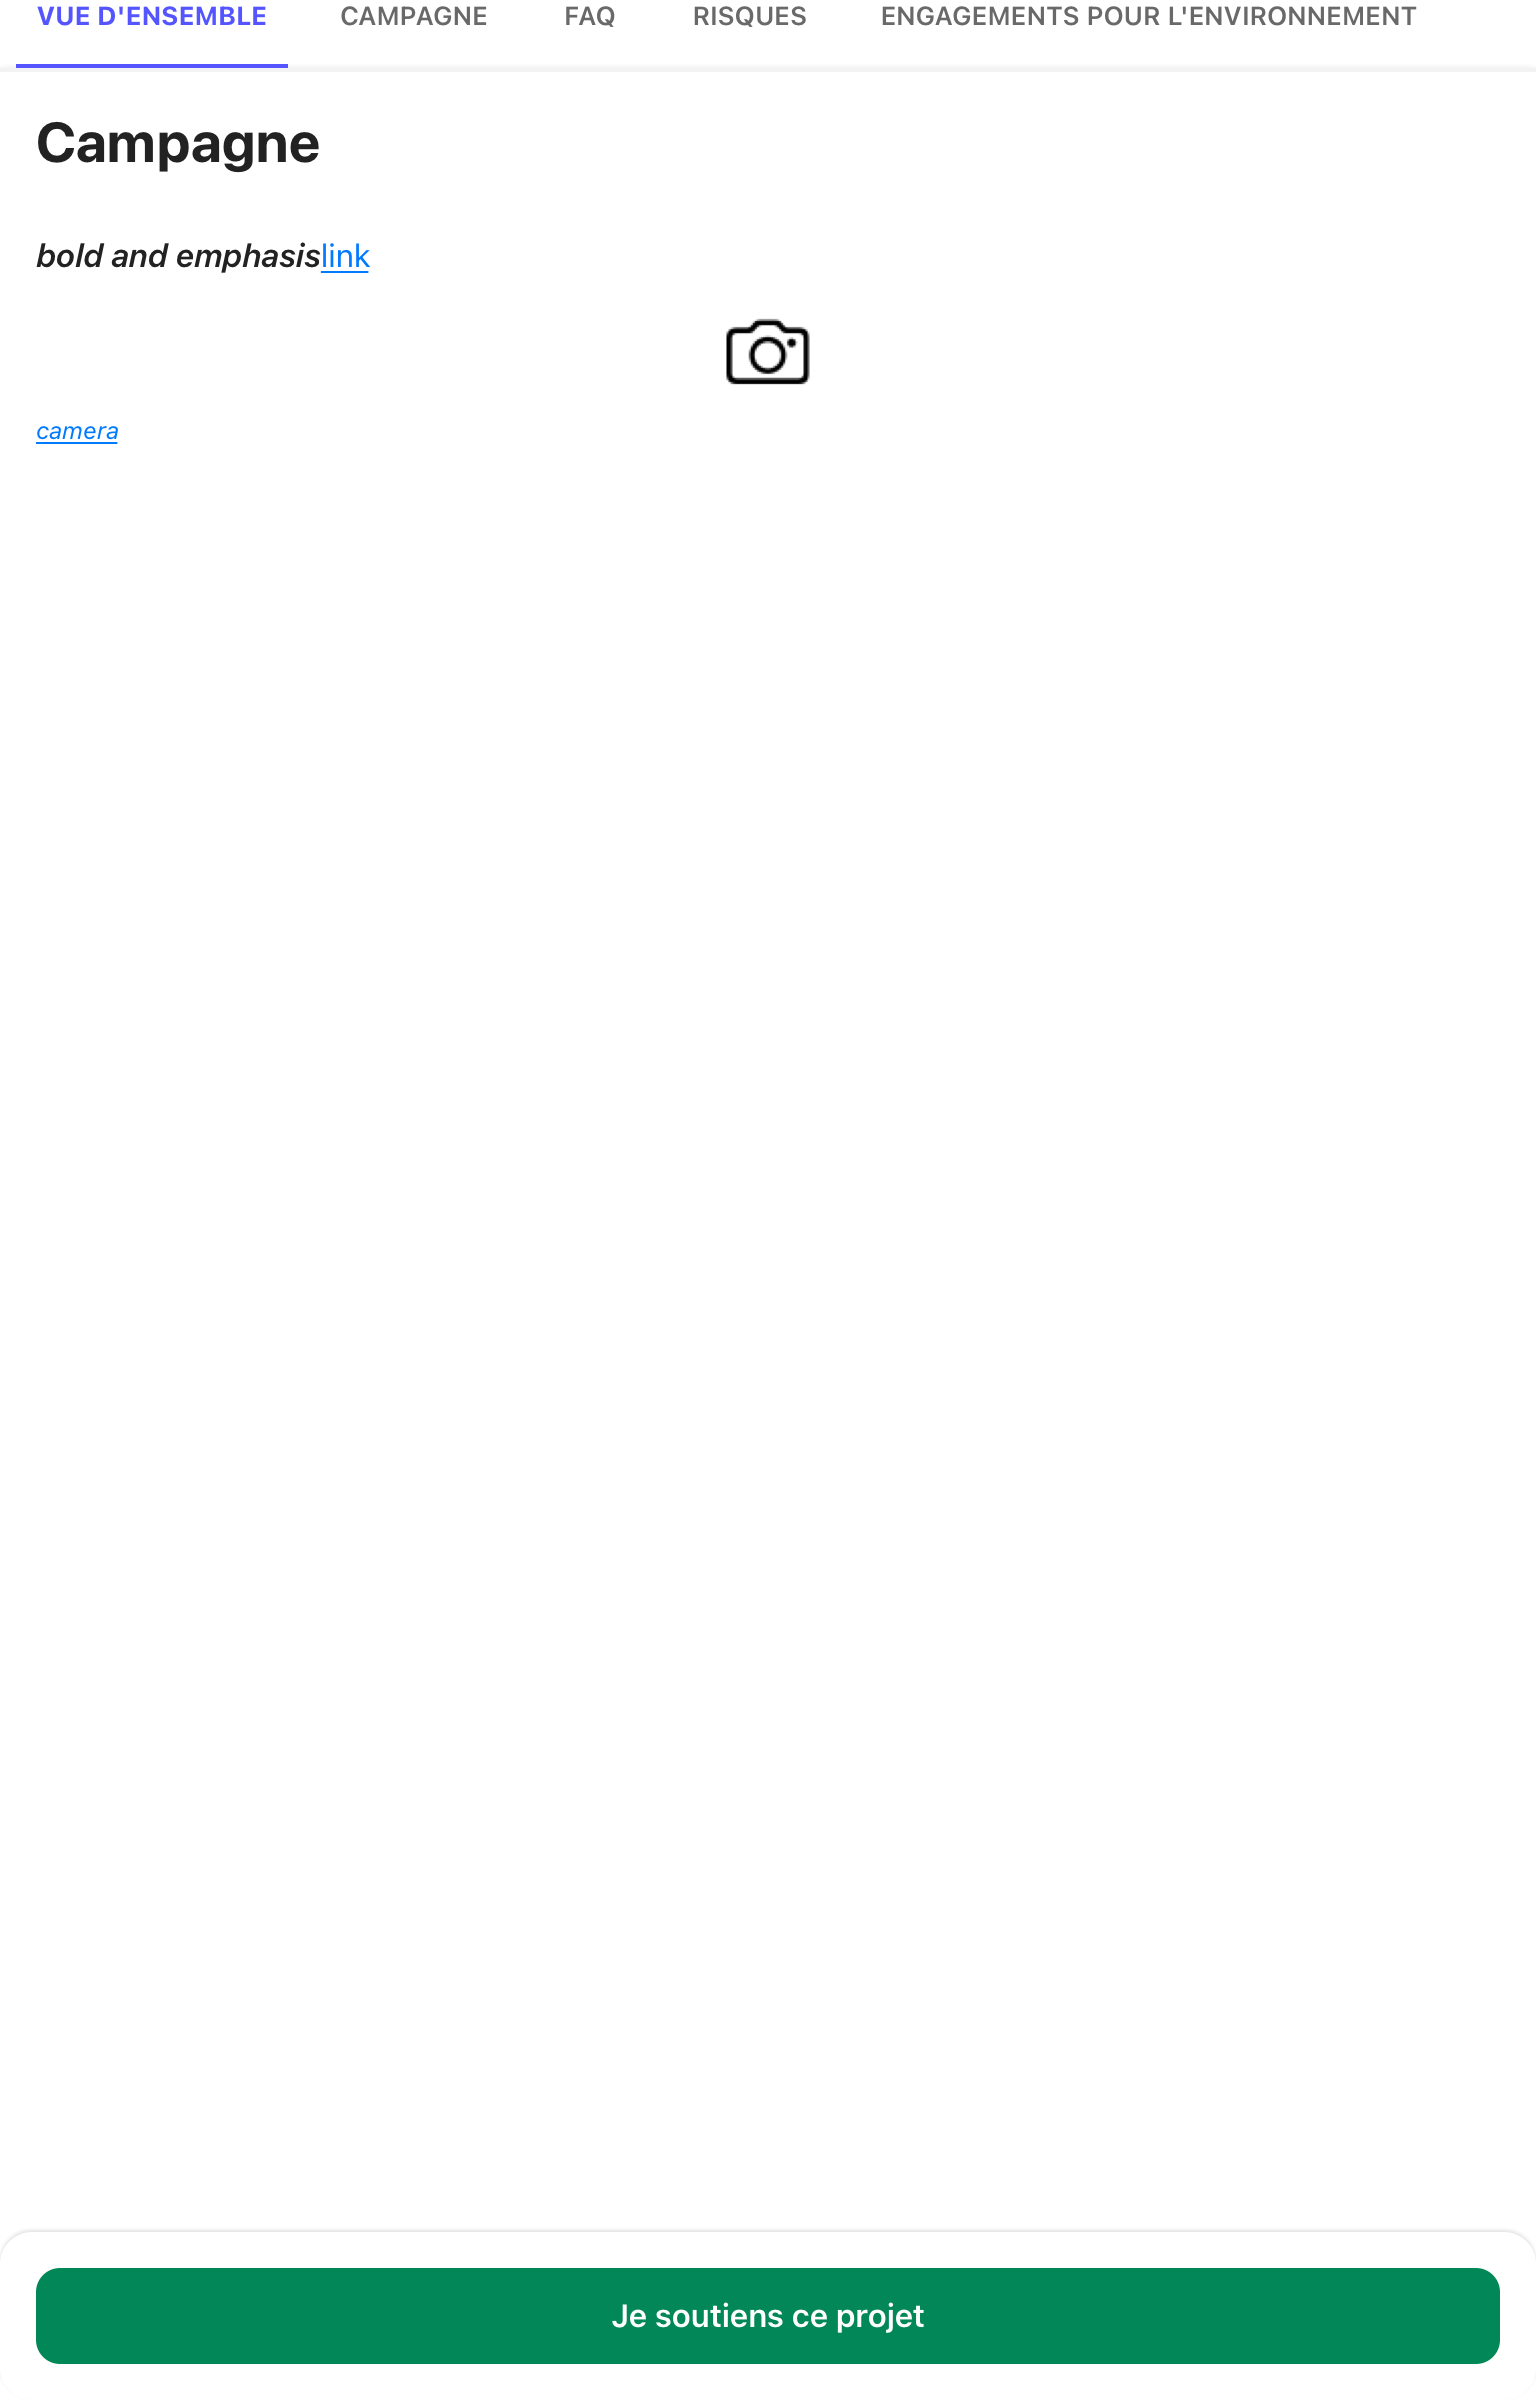 VUE D'ENSEMBLE CAMPAGNE FAQ RISQUES ENGAGEMENTS POUR L'ENVIRONNEMENT
Campagne
bold and emphasislink
camera
Je soutiens ce projet